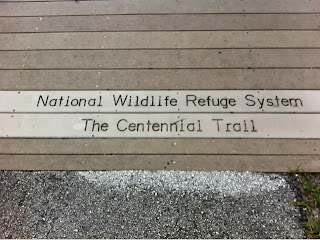 National Wildlife Refuge System
The Centennial Trail